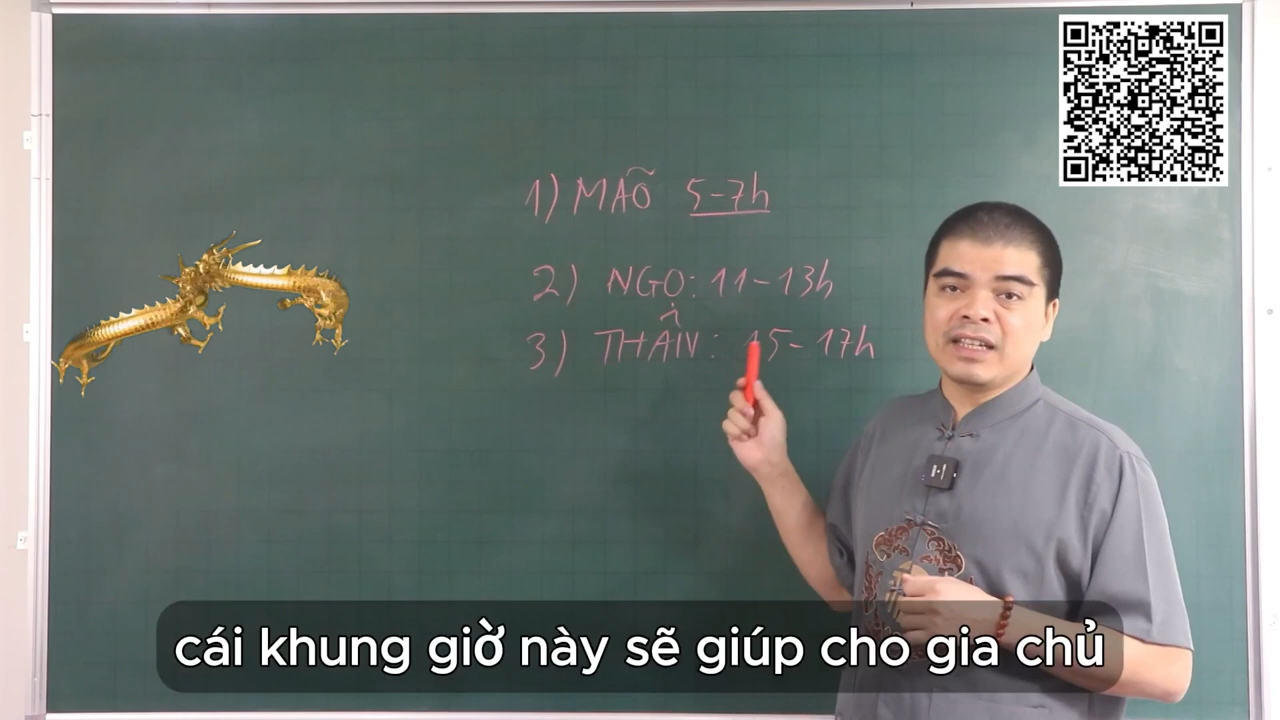 1) MÃO 5-7h
2) NGỌ: 11-13h
3) THÂN: 15-17h
cái khung giờ này sẽ giúp cho gia chủ